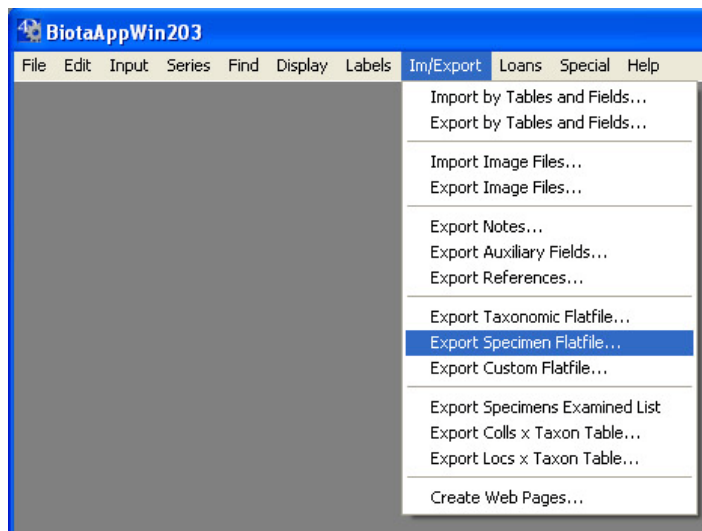 BiotaAppWin203
File Edit Input Series Find Display Labels Im/Export Loans Special Help
Import by Tables and Fields...
Export by Tables and Fields...
Import Image Files...
Export Image Files...
Export Notes...
Export Auxiliary Fields...
Export References...
Export Taxonomic Flatfile...
Export Specimen Flatfile...
Export Custom Flatfile...
Export Specimens Examined List
Export Colls x Taxon Table...
Export Locs x Taxon Table...
Create Web Pages...